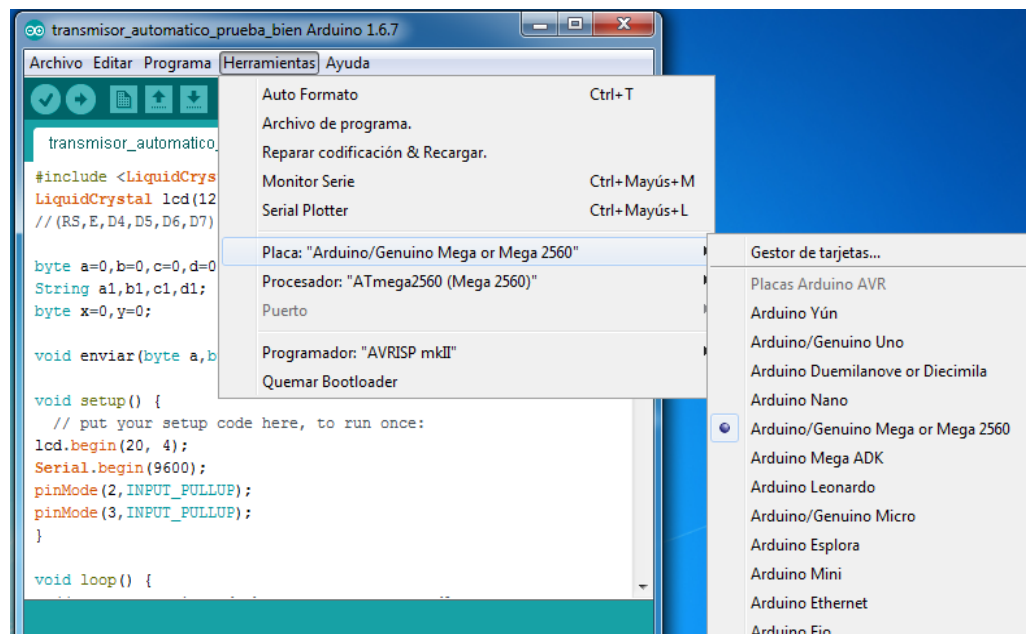 transmisor_automatico_prueba_bien Arduino 1.6.7
Archivo Editar Programa Herramientas Ayuda
transmisor_automatico_
#include <LiquidCrys
LiquidCrystal lcd(12
//(RS,E,D4,D5,D6,D7)
byte a=0,b=0,c=0,d=0
String a1,b1,c1,d1;
byte x=0,y=0;
void enviar(byte a,b
void setup() {
// put your setup code here, to run once:
lcd.begin(20, 4);
Serial.begin(9600);
pinMode(2,INPUT_PULLUP);
pinMode(3,INPUT_PULLUP);
}
void loop() {
Auto Formato Ctrl+T
Archivo de programa.
Reparar codificación & Recargar.
Monitor Serie Ctrl+Mayús+M
Serial Plotter Ctrl+Mayús+L
Placa: "Arduino/Genuino Mega or Mega 2560"
Procesador: "ATmega2560 (Mega 2560)"
Puerto
Programador: "AVRISP mkII"
Quemar Bootloader
Gestor de tarjetas...
Placas Arduino AVR
Arduino Yún
Arduino/Genuino Uno
Arduino Duemilanove or Diecimila
Arduino Nano
Arduino/Genuino Mega or Mega 2560
Arduino Mega ADK
Arduino Leonardo
Arduino/Genuino Micro
Arduino Esplora
Arduino Mini
Arduino Ethernet
Arduino Fio